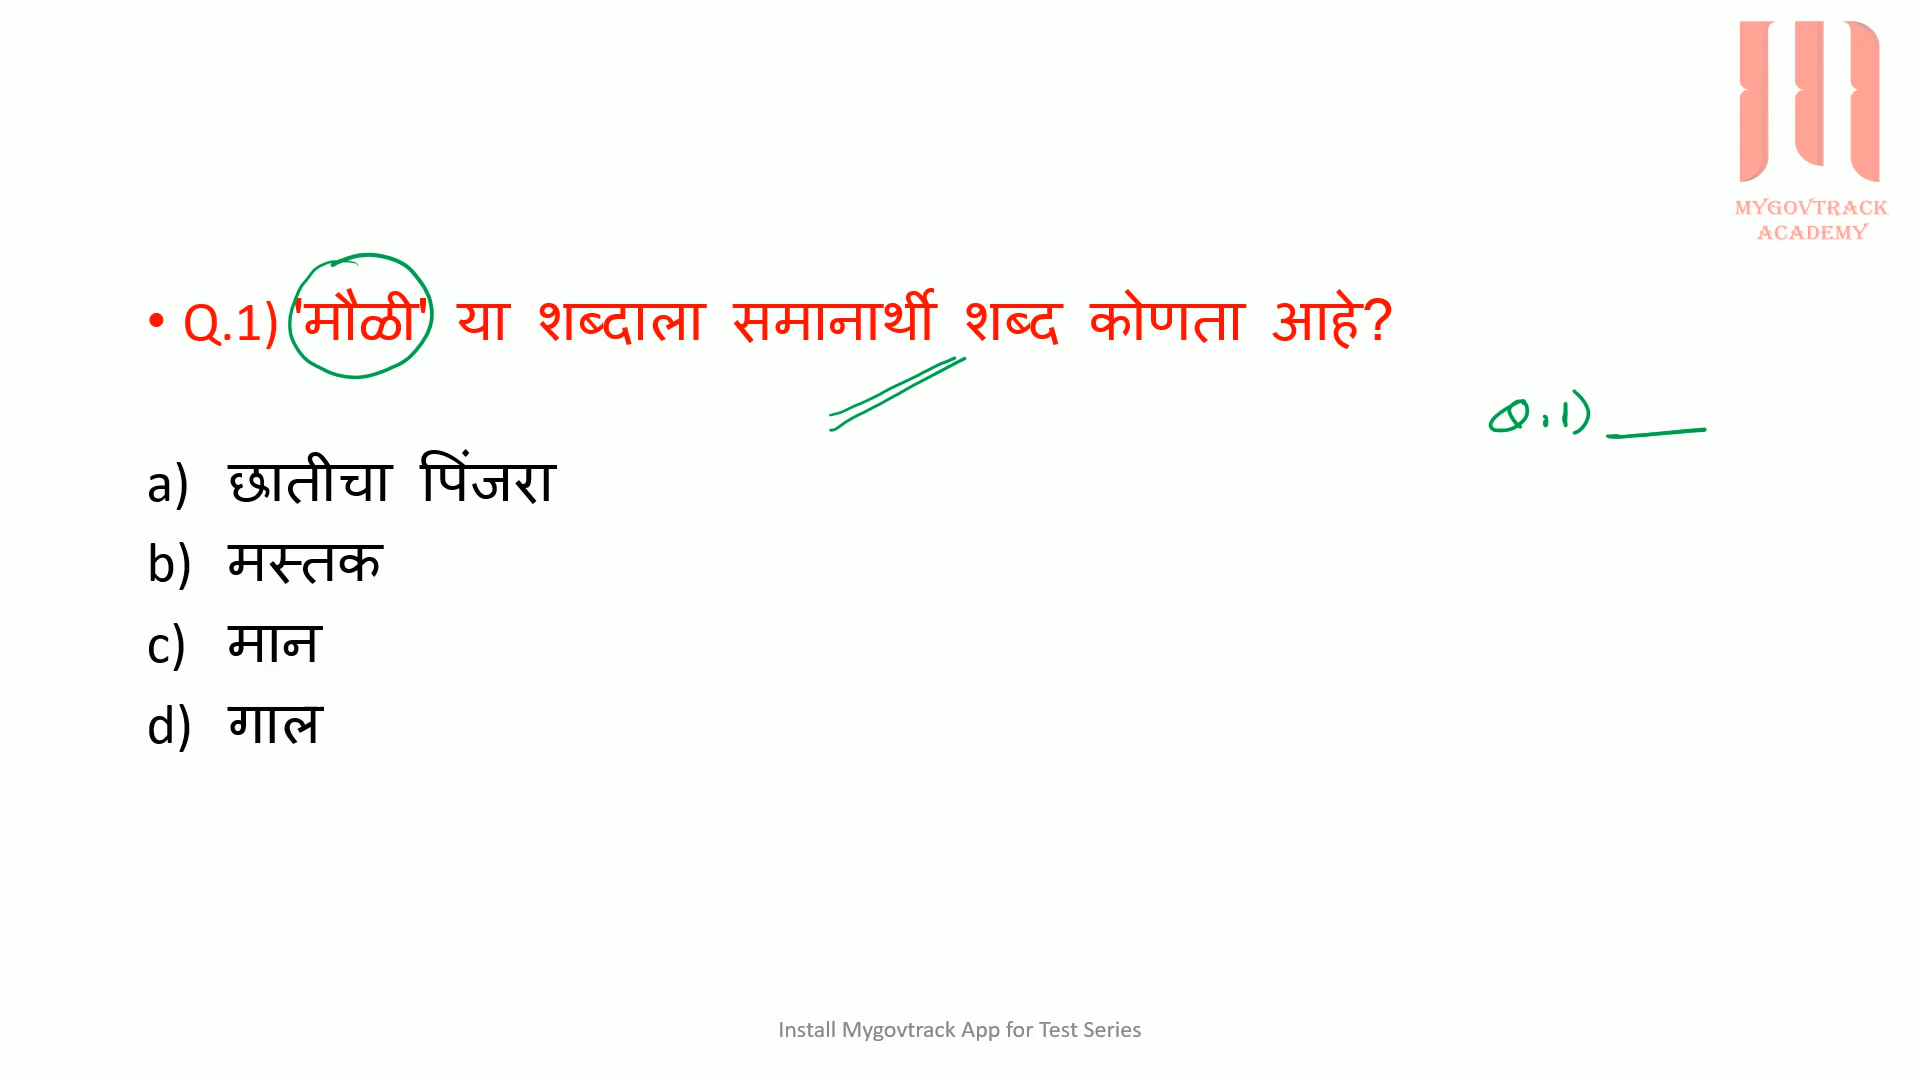 MYGOVTRACK
ACADEMY
• Q.1) 'मौळी' या शब्दाला समानार्थी शब्द कोणता आहे?
Q.1)
a) छातीचा पिंजरा
b) मस्तक
c) मान
d) गाल
Install Mygovtrack App for Test Series